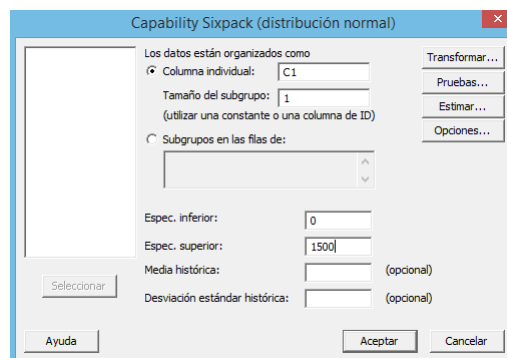 Capability Sixpack (distribución normal)
Los datos están organizados como
Columna individual: C1
Tamaño del subgrupo: 1
(utilizar una constante o una columna de ID)
Subgrupos en las filas de:
Espec. inferior: 0
Espec. superior: 1500
Media histórica: (opcional)
Desviación estándar histórica: (opcional)
Transformar...
Pruebas...
Estimar...
Opciones...
Seleccionar
Ayuda
Aceptar
Cancelar